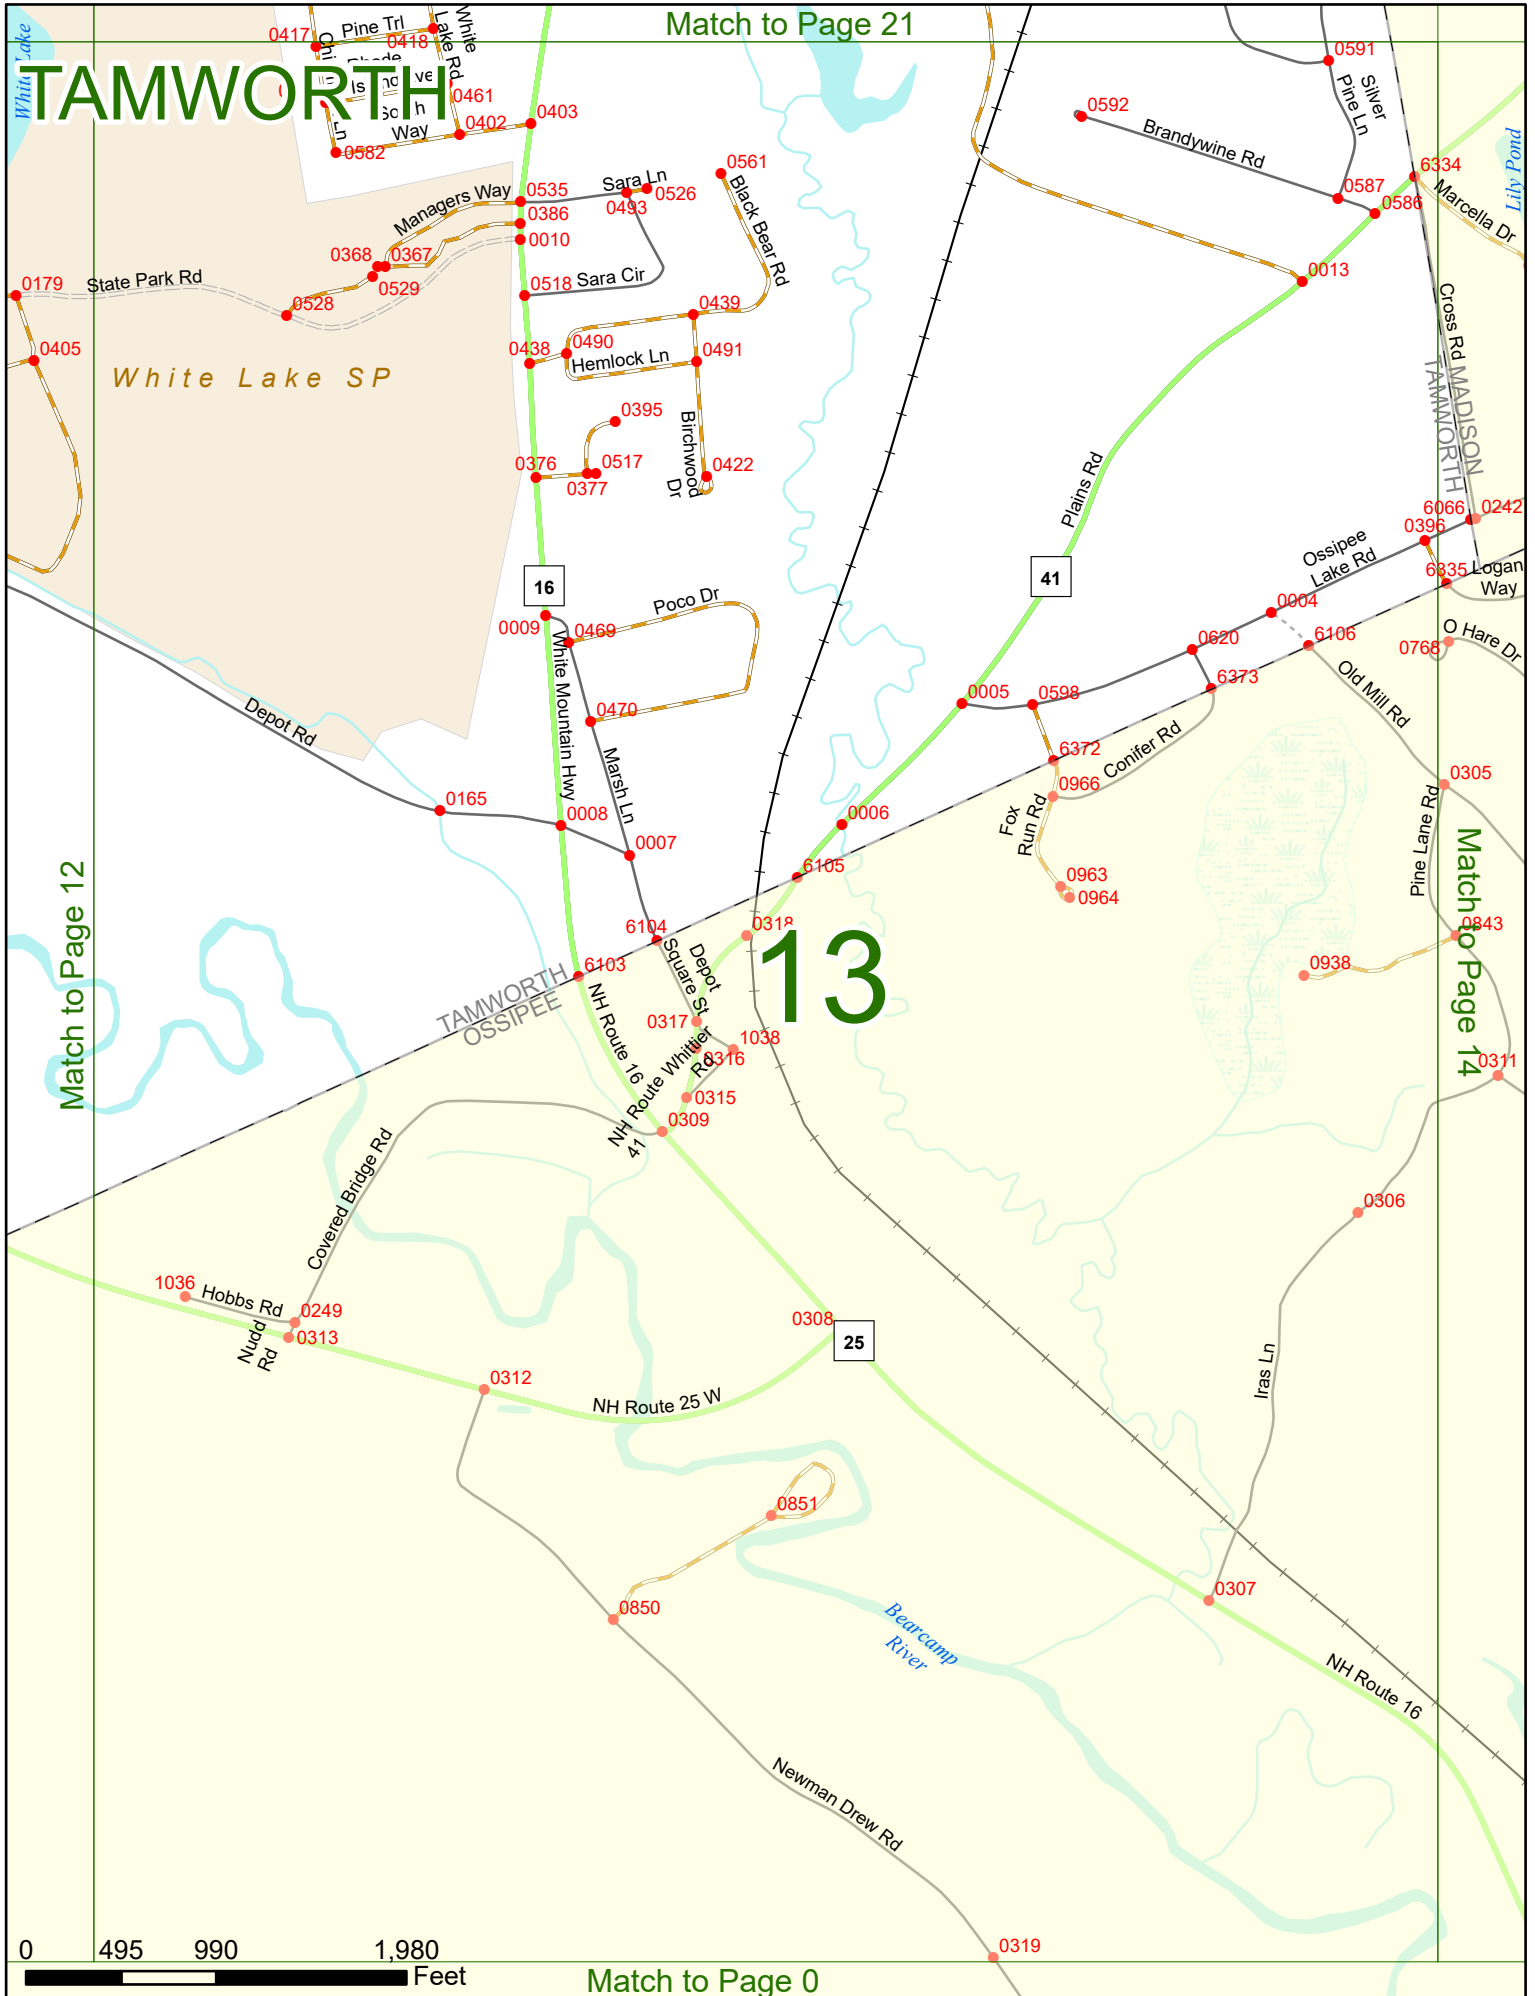 Match to Page 21
TAMWORTH
White Lake
0417
Pine Trl
0418
White
Lake Rd
0461
South
Way
0402
0403
0582
Ln
0591
Silver
Pine Ln
0592
Brandywine Rd
0587
0586
6334
Marcella Dr
Lily Pond
0561
Black Bear Rd
Sara Ln
0526
0493
0535
0386
0010
Managers Way
0368
0367
0529
0528
0179
State Park Rd
0405
White Lake SP
0518
Sara Cir
0439
0438
0490
Hemlock Ln
0491
0395
0376
0517
0377
Birchwood
Dr
0422
0013
Cross Rd
MADISON
TAMWORTH
Plains Rd
41
16
6066
0242
0396
6335
Logan
Way
Ossipee
Lake Rd
0004
6106
0620
6373
0768
O Hare Dr
Old Mill Rd
0009
0469
Poco Dr
White Mountain Hwy
0470
Marsh Ln
Depot Rd
0165
0008
0007
0005
0598
6372
Conifer Rd
0966
Fox
Run Rd
0963
0964
0006
6105
0305
Pine Lane Rd
0843
0938
Match to Page 14
Match to Page 12
6104
0318
13
6103
TAMWORTH
OSSIPEE
Depot
Square St
NH Route 16
0317
1038
0316
NH Route
41
Whittier
Rd
0315
0309
0311
0306
Covered Bridge Rd
1036
Hobbs Rd
0249
0313
Nudd
Rd
0308
25
0312
NH Route 25 W
Iras Ln
0851
0850
0307
Bearcamp
River
NH Route 16
Newman Drew Rd
0319
0
495
990
1,980
Feet
Match to Page 0